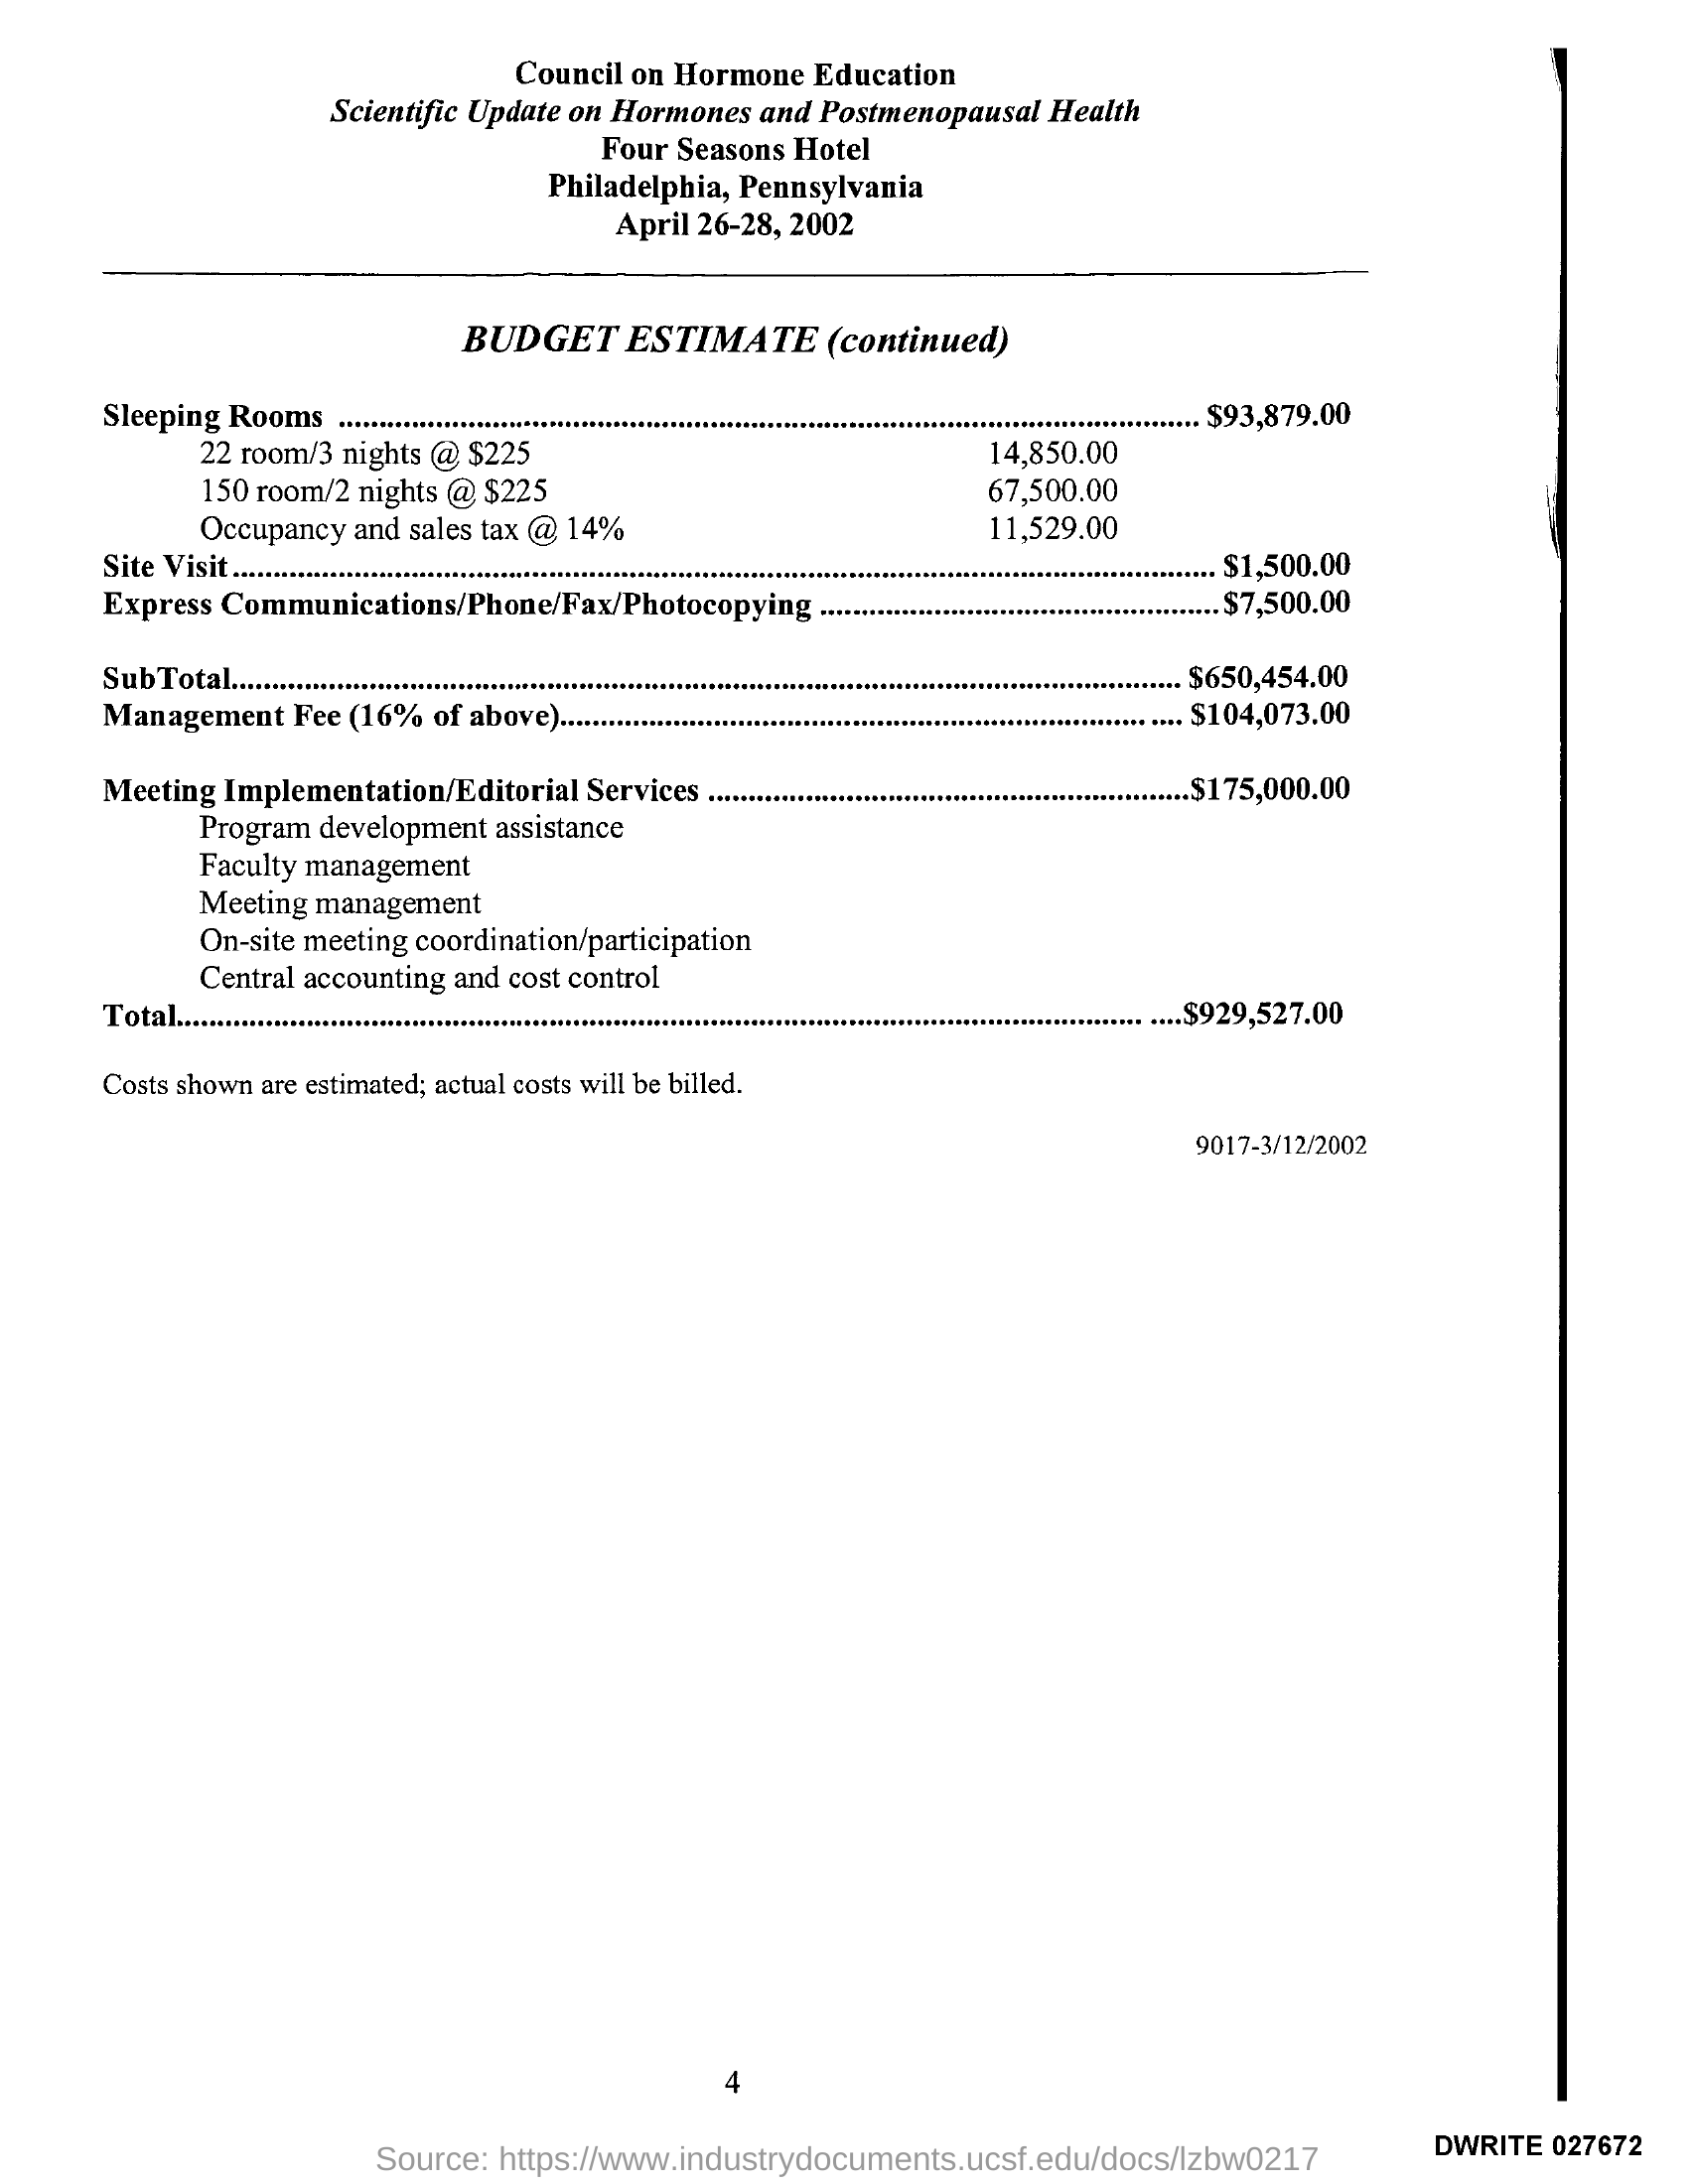 Council on Hormone Education
Scientific Update on Hormones and Postmenopausal Health
Four Seasons Hotel
Philadelphia, Pennsylvania
April 26-28, 2002
BUDGET ESTIMATE (continued)
Sleeping Rooms ........ $93,879.00
22 room/3 nights @ $225 14,850.00
150 room/2 nights @ $225 67,500.00
Occupancy and sales tax @ 14% 11,529.00
Site Visit ........ $1,500.00
Express Communications/Phone/Fax/Photocopying ........ $7,500.00
SubTotal ........ $650,454.00
Management Fee (16% of above) ........ $104,073.00
Meeting Implementation/Editorial Services ........ $175,000.00
Program development assistance
Faculty management
Meeting management
On-site meeting coordination/participation
Central accounting and cost control
Total ........ $929,527.00
Costs shown are estimated; actual costs will be billed.
9017-3/12/2002
4
DWRITE 027672
Source: https://www.industrydocuments.ucsf.edu/docs/lzbw0217